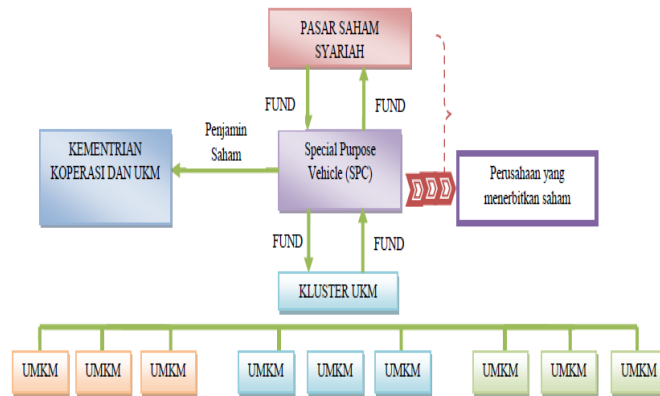 PASAR SAHAM
SYARIAH
FUND
FUND
Penjamin
Saham
KEMENTRIAN
KOPERASI DAN UKM
Special Purpose
Vehicle (SPC)
Perusahaan yang
menerbitkan saham
FUND
FUND
KLUSTER UKM
UMKM
UMKM
UMKM
UMKM
UMKM
UMKM
UMKM
UMKM
UMKM